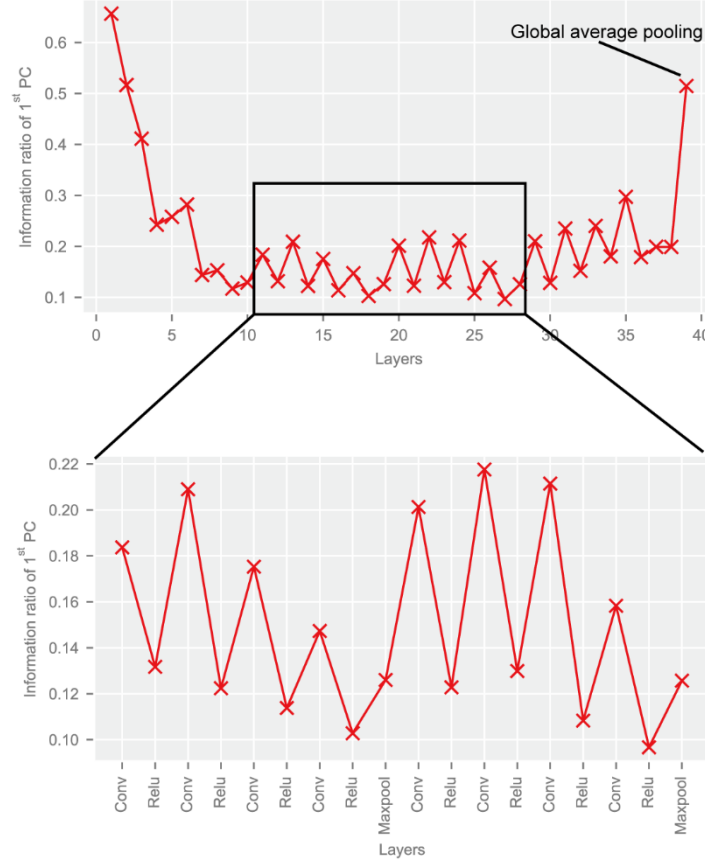 Global average pooling
Information ratio of 1st PC
0.6
0.5
0.4
0.3
0.2
0.1
0 5 10 15 20 25 30 35 40
Layers
Information ratio of 1st PC
0.22
0.20
0.18
0.16
0.14
0.12
0.10
Conv Relu Conv Relu Conv Relu Conv Relu Maxpool Conv Relu Conv Relu Conv Relu Conv Relu Maxpool
Layers